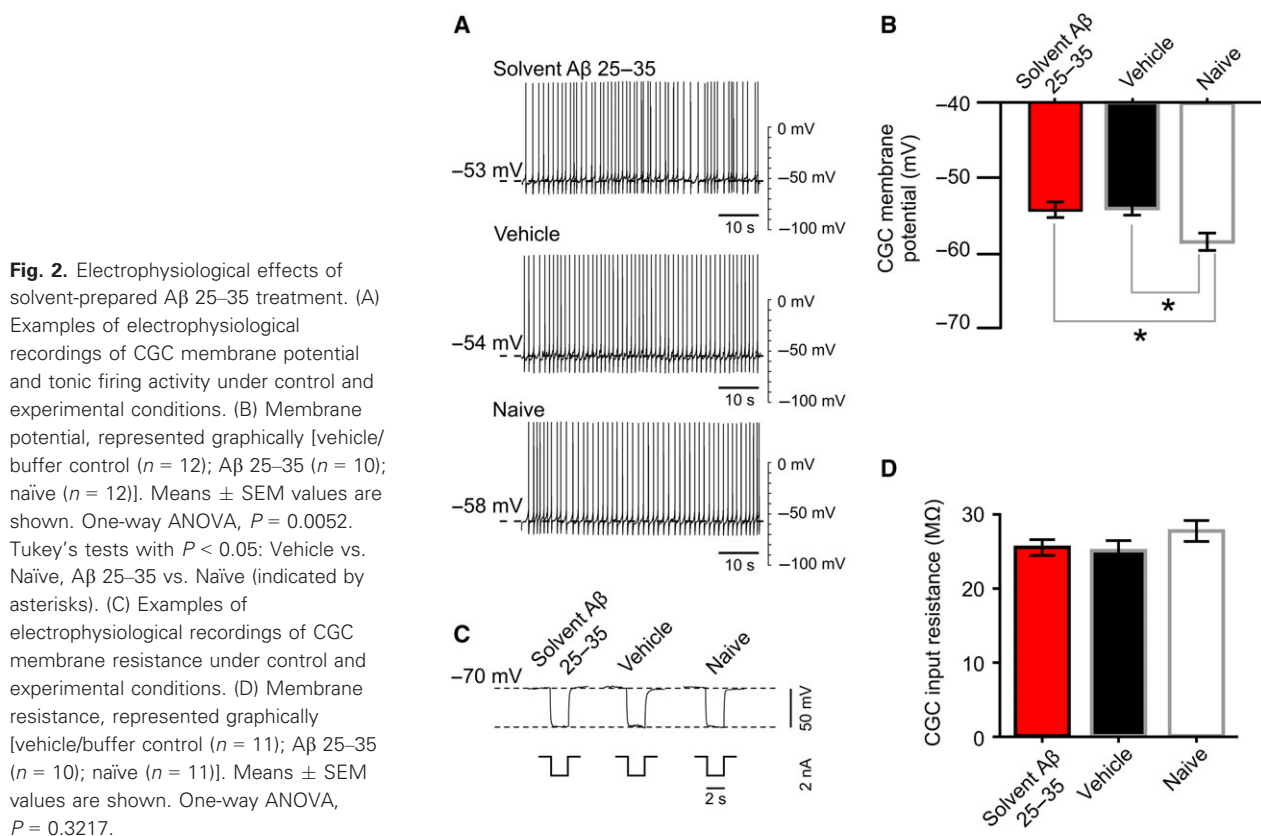 Fig. 2. Electrophysiological effects of
solvent-prepared Aβ 25–35 treatment. (A)
Examples of electrophysiological
recordings of CGC membrane potential
and tonic firing activity under control and
experimental conditions. (B) Membrane
potential, represented graphically [vehicle/
buffer control (n = 12); Aβ 25–35 (n = 10);
naïve (n = 12)]. Means ± SEM values are
shown. One-way ANOVA, P = 0.0052.
Tukey's tests with P < 0.05: Vehicle vs.
Naïve, Aβ 25–35 vs. Naïve (indicated by
asterisks). (C) Examples of
electrophysiological recordings of CGC
membrane resistance under control and
experimental conditions. (D) Membrane
resistance, represented graphically
[vehicle/buffer control (n = 11); Aβ 25–35
(n = 10); naïve (n = 11)]. Means ± SEM
values are shown. One-way ANOVA,
P = 0.3217.
A
Solvent Aβ 25–35
–53 mV
0 mV
–50 mV
–100 mV
10 s
Vehicle
–54 mV
0 mV
–50 mV
–100 mV
10 s
Naive
–58 mV
0 mV
–50 mV
–100 mV
10 s
B
Solvent Aβ
25–35
Vehicle
Naive
CGC membrane
potential (mV)
–40
–50
–60
–70
*
*
C
Solvent Aβ
25–35
Vehicle
Naive
–70 mV
50 mV
2 nA
2 s
D
CGC input resistance (MΩ)
30
20
10
0
Solvent Aβ
25–35
Vehicle
Naive